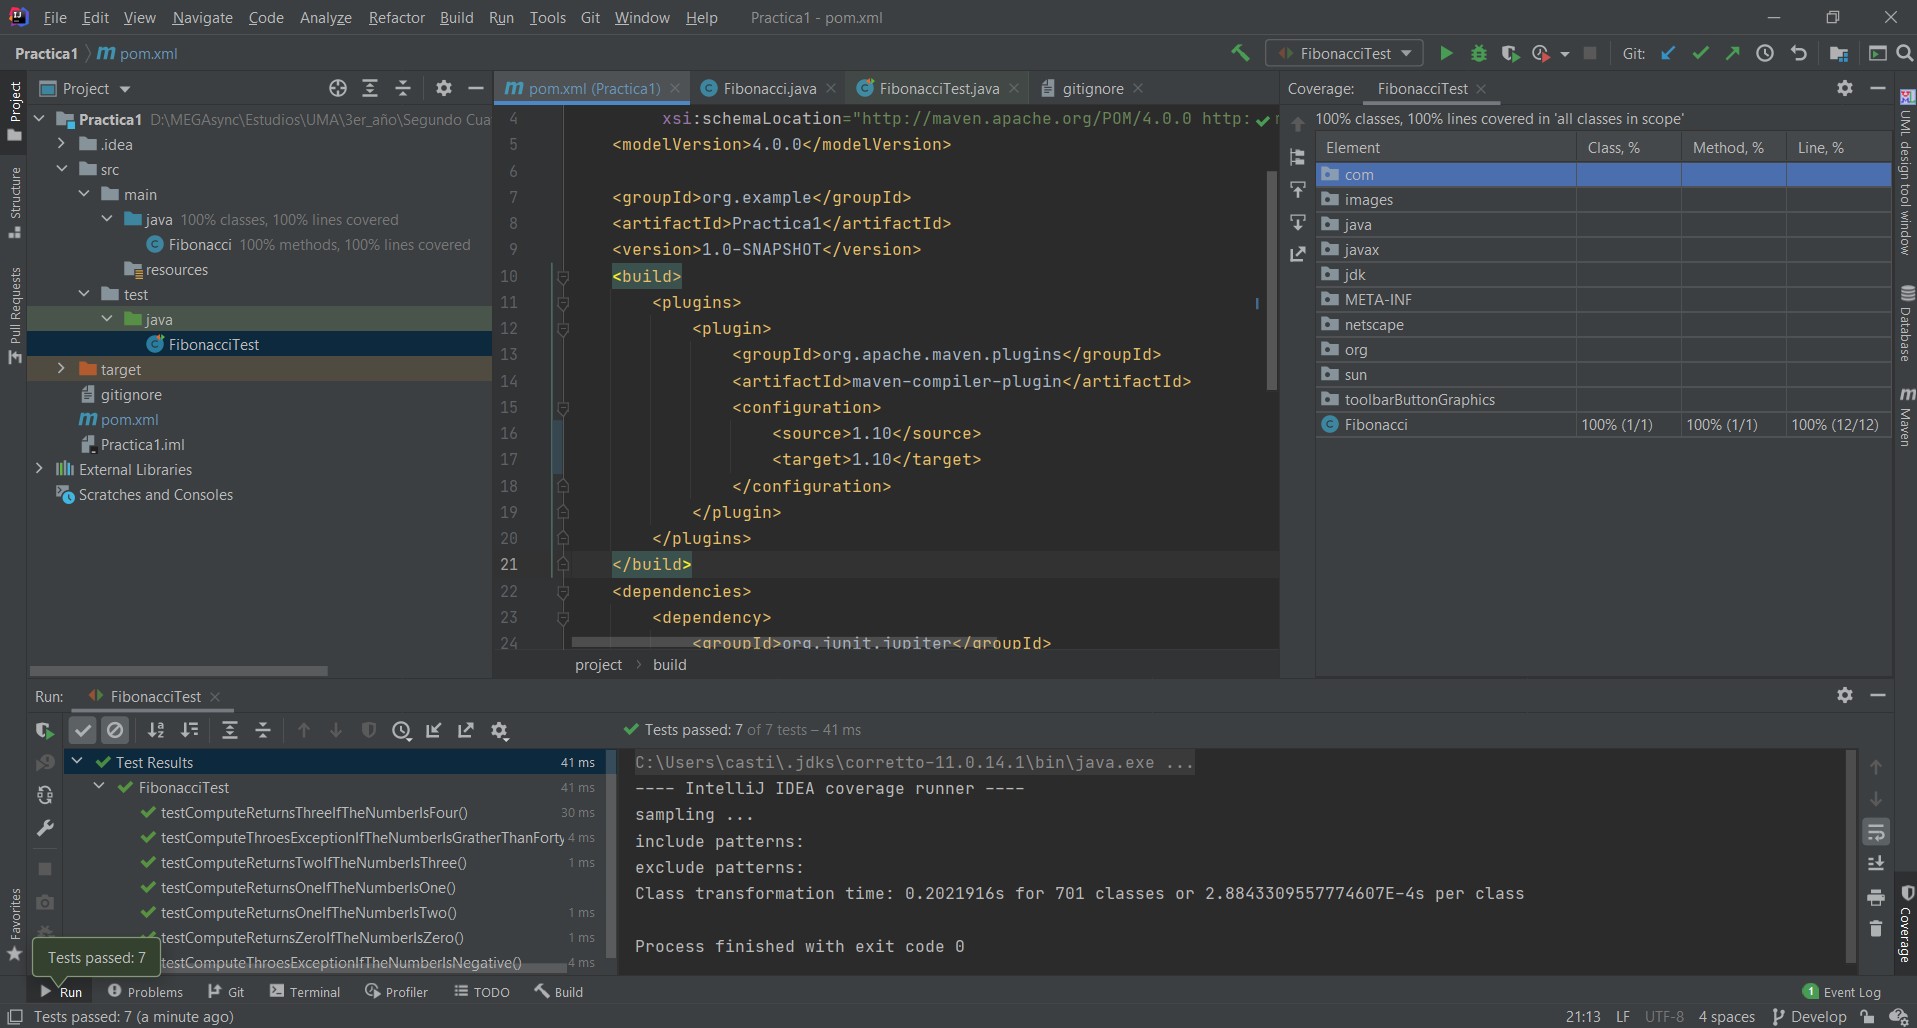 File Edit View Navigate Code Analyze Refactor Build Run Tools Git Window Help Practica1 - pom.xml
Practica1 pom.xml
FibonacciTest
Git:
Project
Structure
Pull Requests
Favorites
Project
Practica1 D:\MEGAsync\Estudios\UMA\3er_año\Segundo Cua
.idea
src
main
java 100% classes, 100% lines covered
Fibonacci 100% methods, 100% lines covered
resources
test
java
FibonacciTest
target
gitignore
pom.xml
Practica1.iml
External Libraries
Scratches and Consoles
pom.xml (Practica1) Fibonacci.java FibonacciTest.java gitignore
4 xsi:schemaLocation="http://maven.apache.org/POM/4.0.0 http:
5 <modelVersion>4.0.0</modelVersion>
6
7 <groupId>org.example</groupId>
8 <artifactId>Practica1</artifactId>
9 <version>1.0-SNAPSHOT</version>
10 <build>
11 <plugins>
12 <plugin>
13 <groupId>org.apache.maven.plugins</groupId>
14 <artifactId>maven-compiler-plugin</artifactId>
15 <configuration>
16 <source>1.10</source>
17 <target>1.10</target>
18 </configuration>
19 </plugin>
20 </plugins>
21 </build>
22 <dependencies>
23 <dependency>
24 <groupId>org.junit.jupiter</groupId>
project build
Coverage: FibonacciTest
100% classes, 100% lines covered in 'all classes in scope'
Element Class, % Method, % Line, %
com
images
java
javax
jdk
META-INF
netscape
org
sun
toolbarButtonGraphics
Fibonacci 100% (1/1) 100% (1/1) 100% (12/12)
UML design tool window
Database
Maven
Coverage
Run: FibonacciTest
Tests passed: 7 of 7 tests – 41 ms
Test Results 41 ms
FibonacciTest 41 ms
testComputeReturnsThreeIfTheNumberIsFour() 30 ms
testComputeThroesExceptionIfTheNumberIsGratherThanForty 4 ms
testComputeReturnsTwoIfTheNumberIsThree() 1 ms
testComputeReturnsOneIfTheNumberIsOne()
testComputeReturnsOneIfTheNumberIsTwo() 1 ms
testComputeReturnsZeroIfTheNumberIsZero() 1 ms
testComputeThroesExceptionIfTheNumberIsNegative() 4 ms
Tests passed: 7
C:\Users\casti\.jdks\corretto-11.0.14.1\bin\java.exe ...
---- IntelliJ IDEA coverage runner ----
sampling ...
include patterns:
exclude patterns:
Class transformation time: 0.2021916s for 701 classes or 2.8843309557774607E-4s per class
Process finished with exit code 0
Run Problems Git Terminal Profiler TODO Build 1 Event Log
Tests passed: 7 (a minute ago) 21:13 LF UTF-8 4 spaces Develop